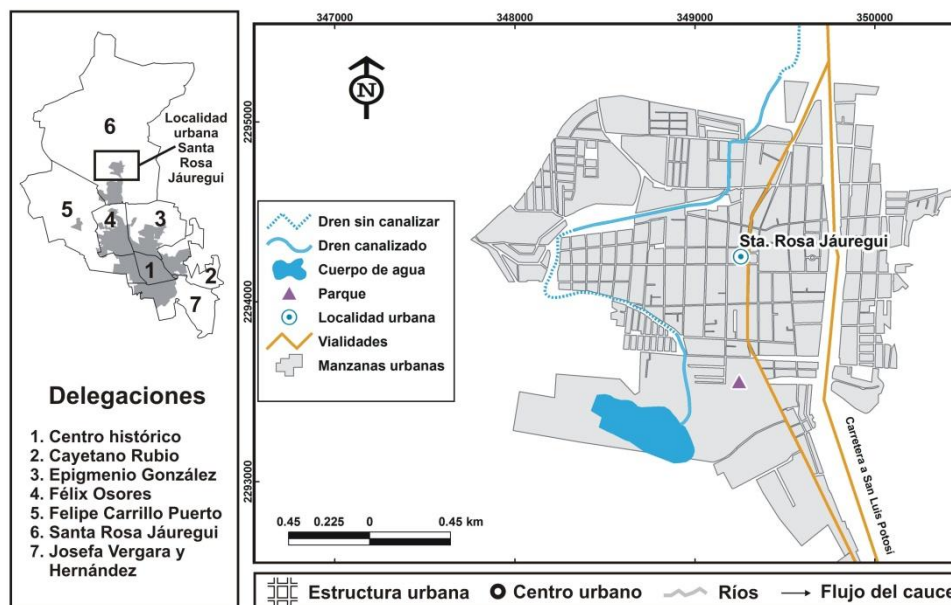 6
Localidad
urbana
Santa
Rosa
Jáuregui
5
4
3
1
2
7
Delegaciones
1. Centro histórico
2. Cayetano Rubio
3. Epigmenio González
4. Félix Osores
5. Felipe Carrillo Puerto
6. Santa Rosa Jáuregui
7. Josefa Vergara y
Hernández
347000 348000 349000 350000
2295000
2294000
2293000
N
Dren sin canalizar
Dren canalizado
Cuerpo de agua
Parque
Localidad urbana
Vialidades
Manzanas urbanas
Sta. Rosa Jáuregui
Carretera a San Luis Potosí
0.45 0.225 0 0.45 km
Estructura urbana Centro urbano Ríos Flujo del cauce